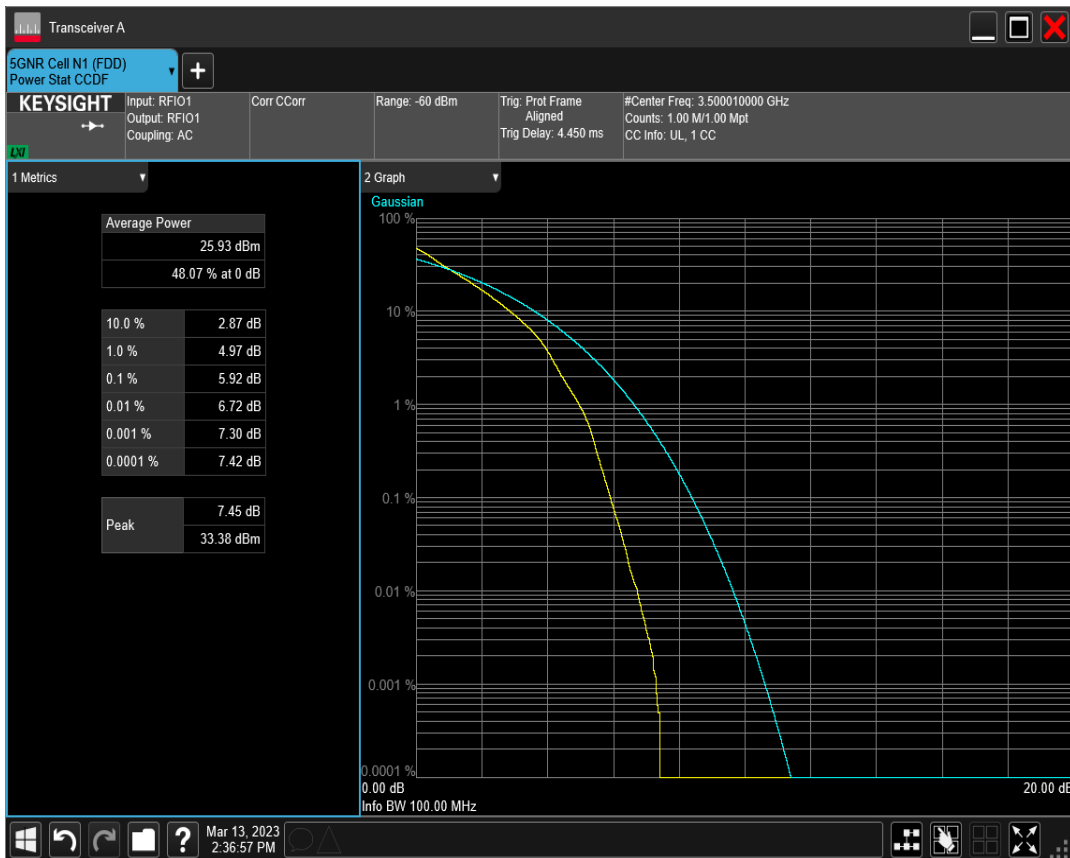 Transceiver A
5GNR Cell N1 (FDD)
Power Stat CCDF
KEYSIGHT
LXI
Input: RFIO1
Output: RFIO1
Coupling: AC
Corr CCorr
Range: -60 dBm
Trig: Prot Frame
Aligned
Trig Delay: 4.450 ms
#Center Freq: 3.500010000 GHz
Counts: 1.00 M/1.00 Mpt
CC Info: UL, 1 CC
1 Metrics
Average Power
25.93 dBm
48.07 % at 0 dB
10.0 % 2.87 dB
1.0 % 4.97 dB
0.1 % 5.92 dB
0.01 % 6.72 dB
0.001 % 7.30 dB
0.0001 % 7.42 dB
Peak
7.45 dB
33.38 dBm
2 Graph
Gaussian
100 %
10 %
1 %
0.1 %
0.01 %
0.001 %
0.0001 %
0.00 dB 20.00 dB
Info BW 100.00 MHz
?
Mar 13, 2023
2:36:57 PM